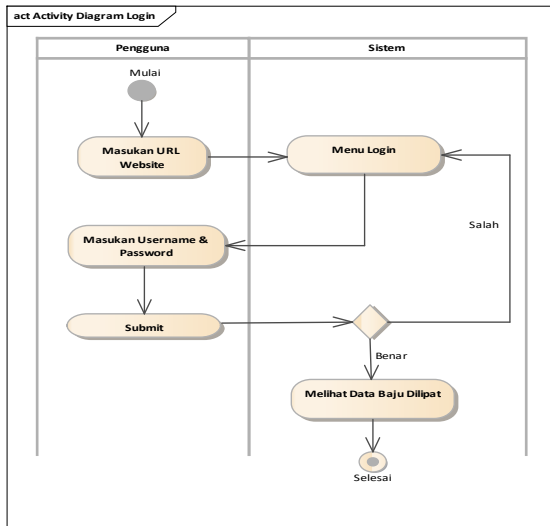 act Activity Diagram Login
Pengguna
Sistem
Mulai
Masukan URL
Website
Menu Login
Salah
Masukan Username &
Password
Submit
Benar
Melihat Data Baju Dilipat
Selesai